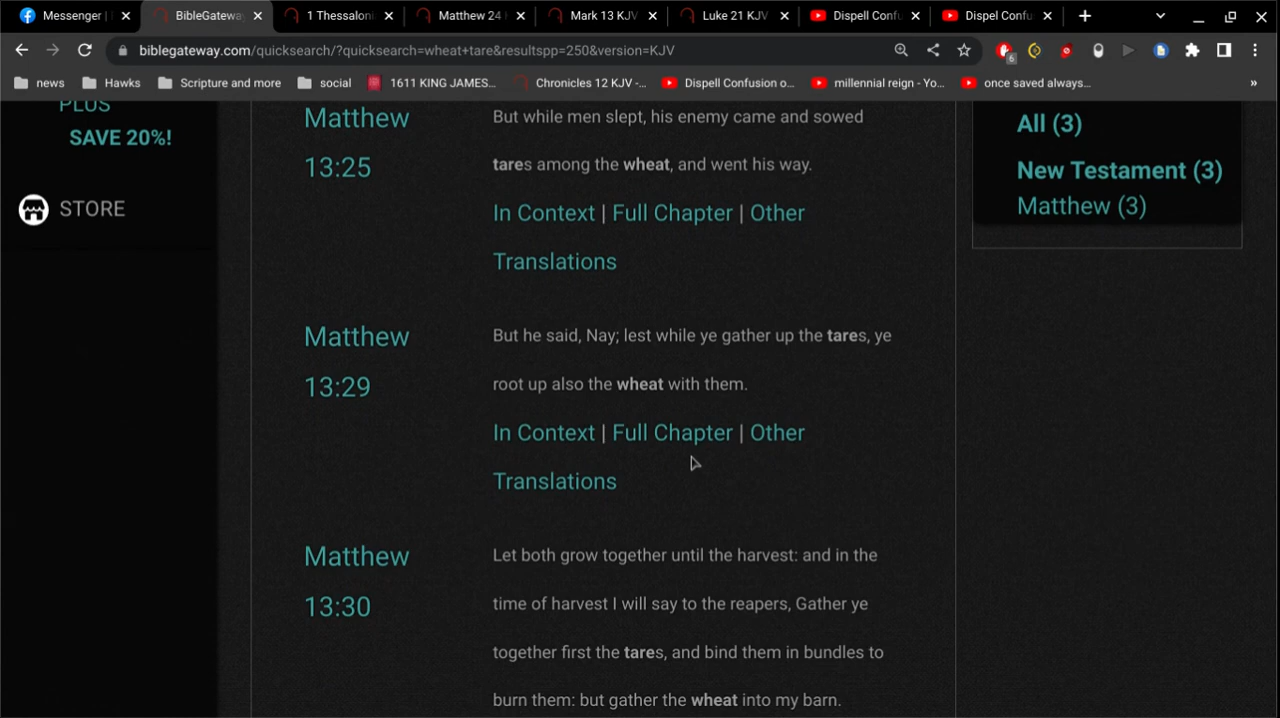 Messenger |
BibleGateway
1 Thessaloni
Matthew 24
Mark 13 KJV
Luke 21 KJV
Dispell Conf
Dispel Confu
biblegateway.com/quicksearch/?quicksearch=wheat+tare&resultspp=250&version=KJV
6
news
Hawks
Scripture and more
social
1611 KING JAMES...
Chronicles 12 KJV -...
Dispell Confusion o...
millennial reign - Yo...
once saved always...
»
PLUS
SAVE 20%!
STORE
Matthew
13:25
But while men slept, his enemy came and sowed
tares among the wheat, and went his way.
In Context | Full Chapter | Other
Translations
Matthew
13:29
But he said, Nay; lest while ye gather up the tares, ye
root up also the wheat with them.
In Context | Full Chapter | Other
Translations
Matthew
13:30
Let both grow together until the harvest: and in the
time of harvest I will say to the reapers, Gather ye
together first the tares, and bind them in bundles to
burn them: but gather the wheat into my barn.
All (3)
New Testament (3)
Matthew (3)